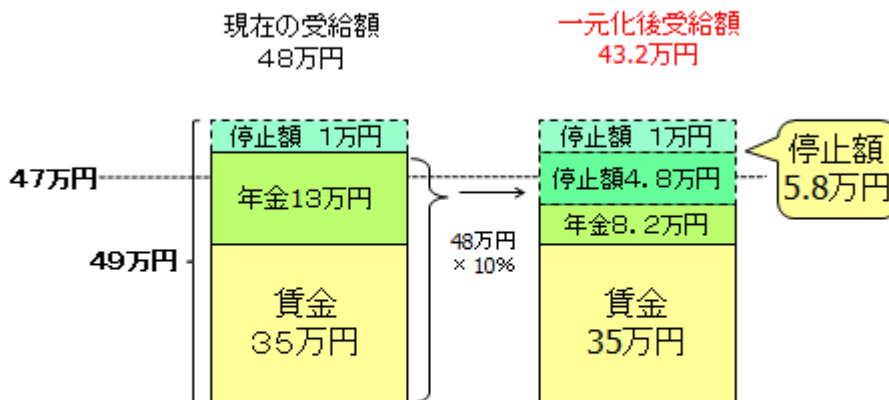 現在の受給額
48万円
一元化後受給額
43.2万円
停止額 1万円
停止額 1万円
停止額
5.8万円
47万円
年金13万円
停止額4.8万円
年金8.2万円
48万円
× 10%
49万円
賃金
35万円
賃金
35万円